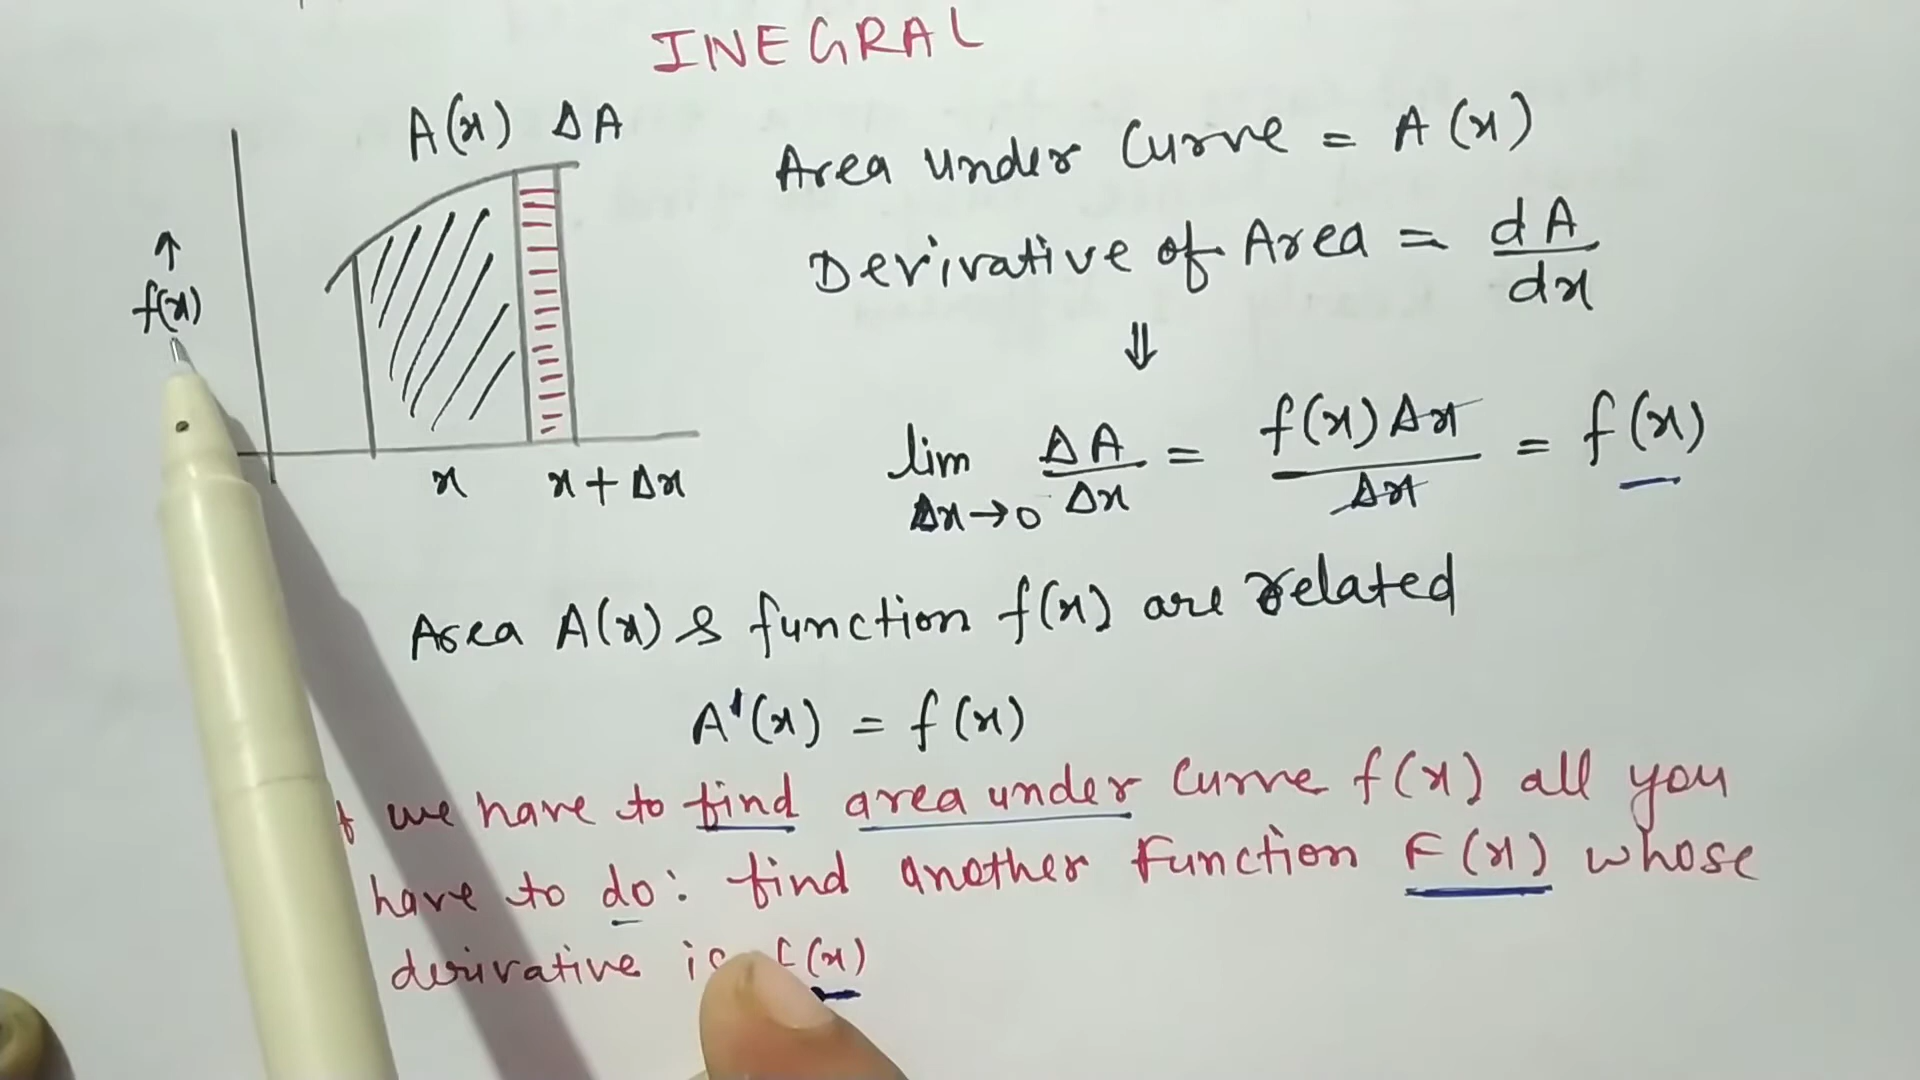 INEGRAL
A(x) ΔA
f(x)
x x+Δx
Area under Curve = A(x)
Derivative of Area = dA/dx
⇓
lim Δx→0 ΔA/Δx = f(x)Δx/Δx = f(x)
Area A(x) & function f(x) are related
A'(x) = f(x)
we have to find area under Curve f(x) all you
have to do: find another Function F(x) whose
derivative is f(x)